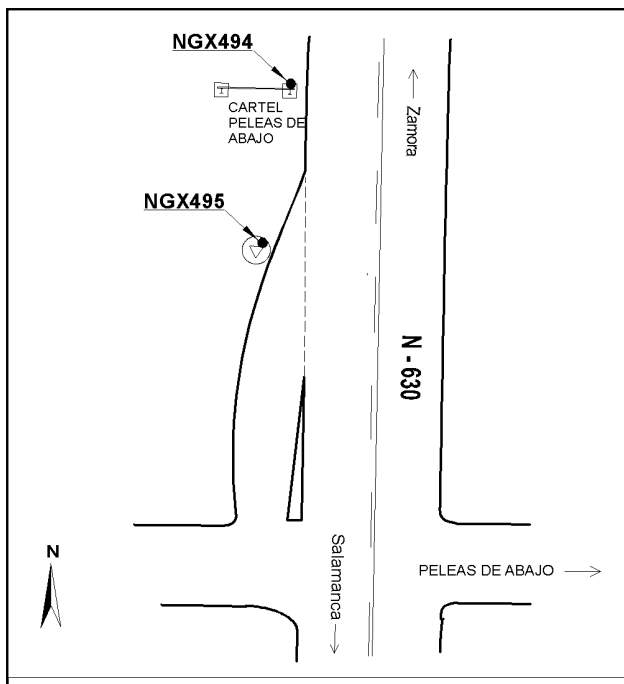 NGX494
CARTEL
PELEAS DE
ABAJO
Zamora
NGX495
N - 630
N
Salamanca
PELEAS DE ABAJO